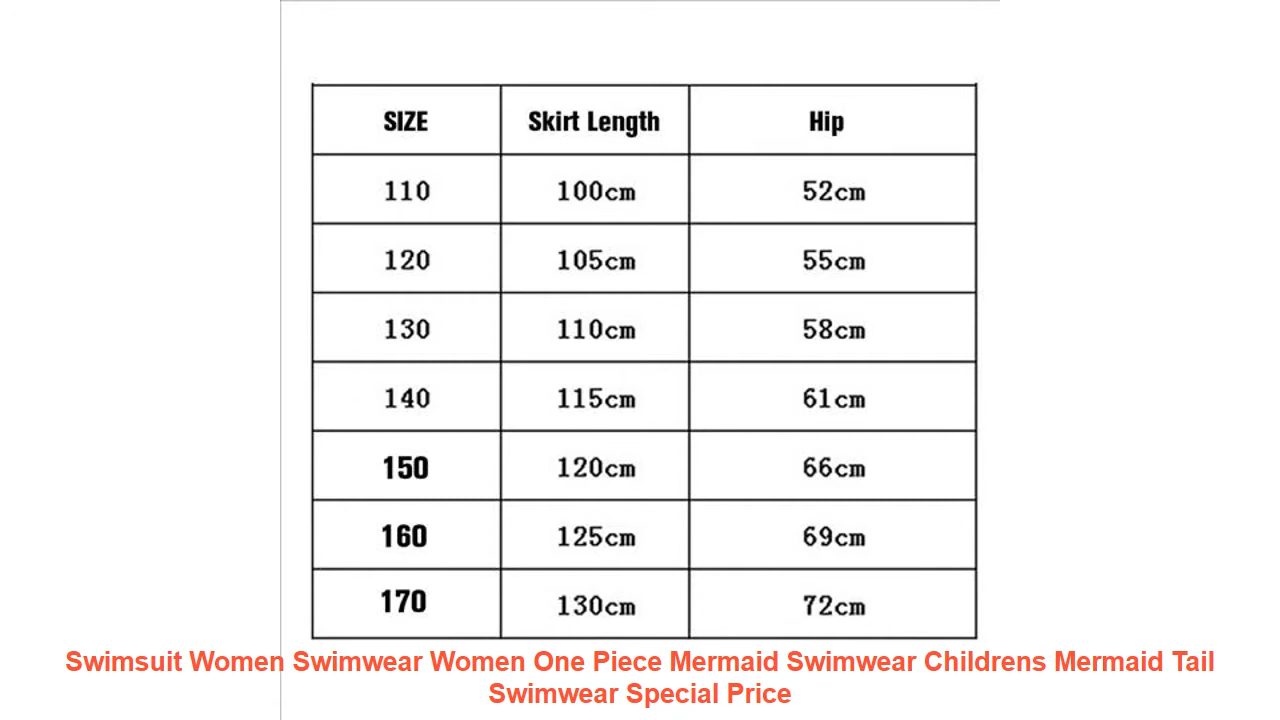 SIZE Skirt Length Hip
110 100cm 52cm
120 105cm 55cm
130 110cm 58cm
140 115cm 61cm
150 120cm 66cm
160 125cm 69cm
170 130cm 72cm
Swimsuit Women Swimwear Women One Piece Mermaid Swimwear Childrens Mermaid Tail
Swimwear Special Price